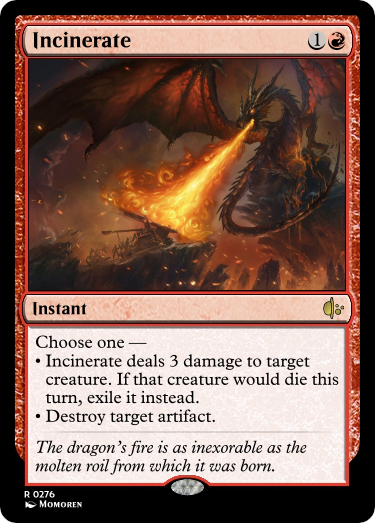 Incinerate 1
Instant
Choose one —
• Incinerate deals 3 damage to target
creature. If that creature would die this
turn, exile it instead.
• Destroy target artifact.
The dragon's fire is as inexorable as the
molten roil from which it was born.
R 0276
Momoren